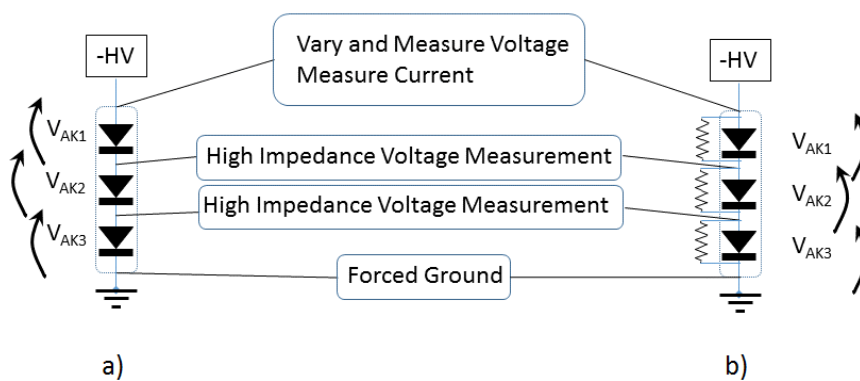 -HV
Vary and Measure Voltage
Measure Current
-HV
VAK1
High Impedance Voltage Measurement
VAK1
VAK2
High Impedance Voltage Measurement
VAK2
VAK3
VAK3
Forced Ground
a)
b)